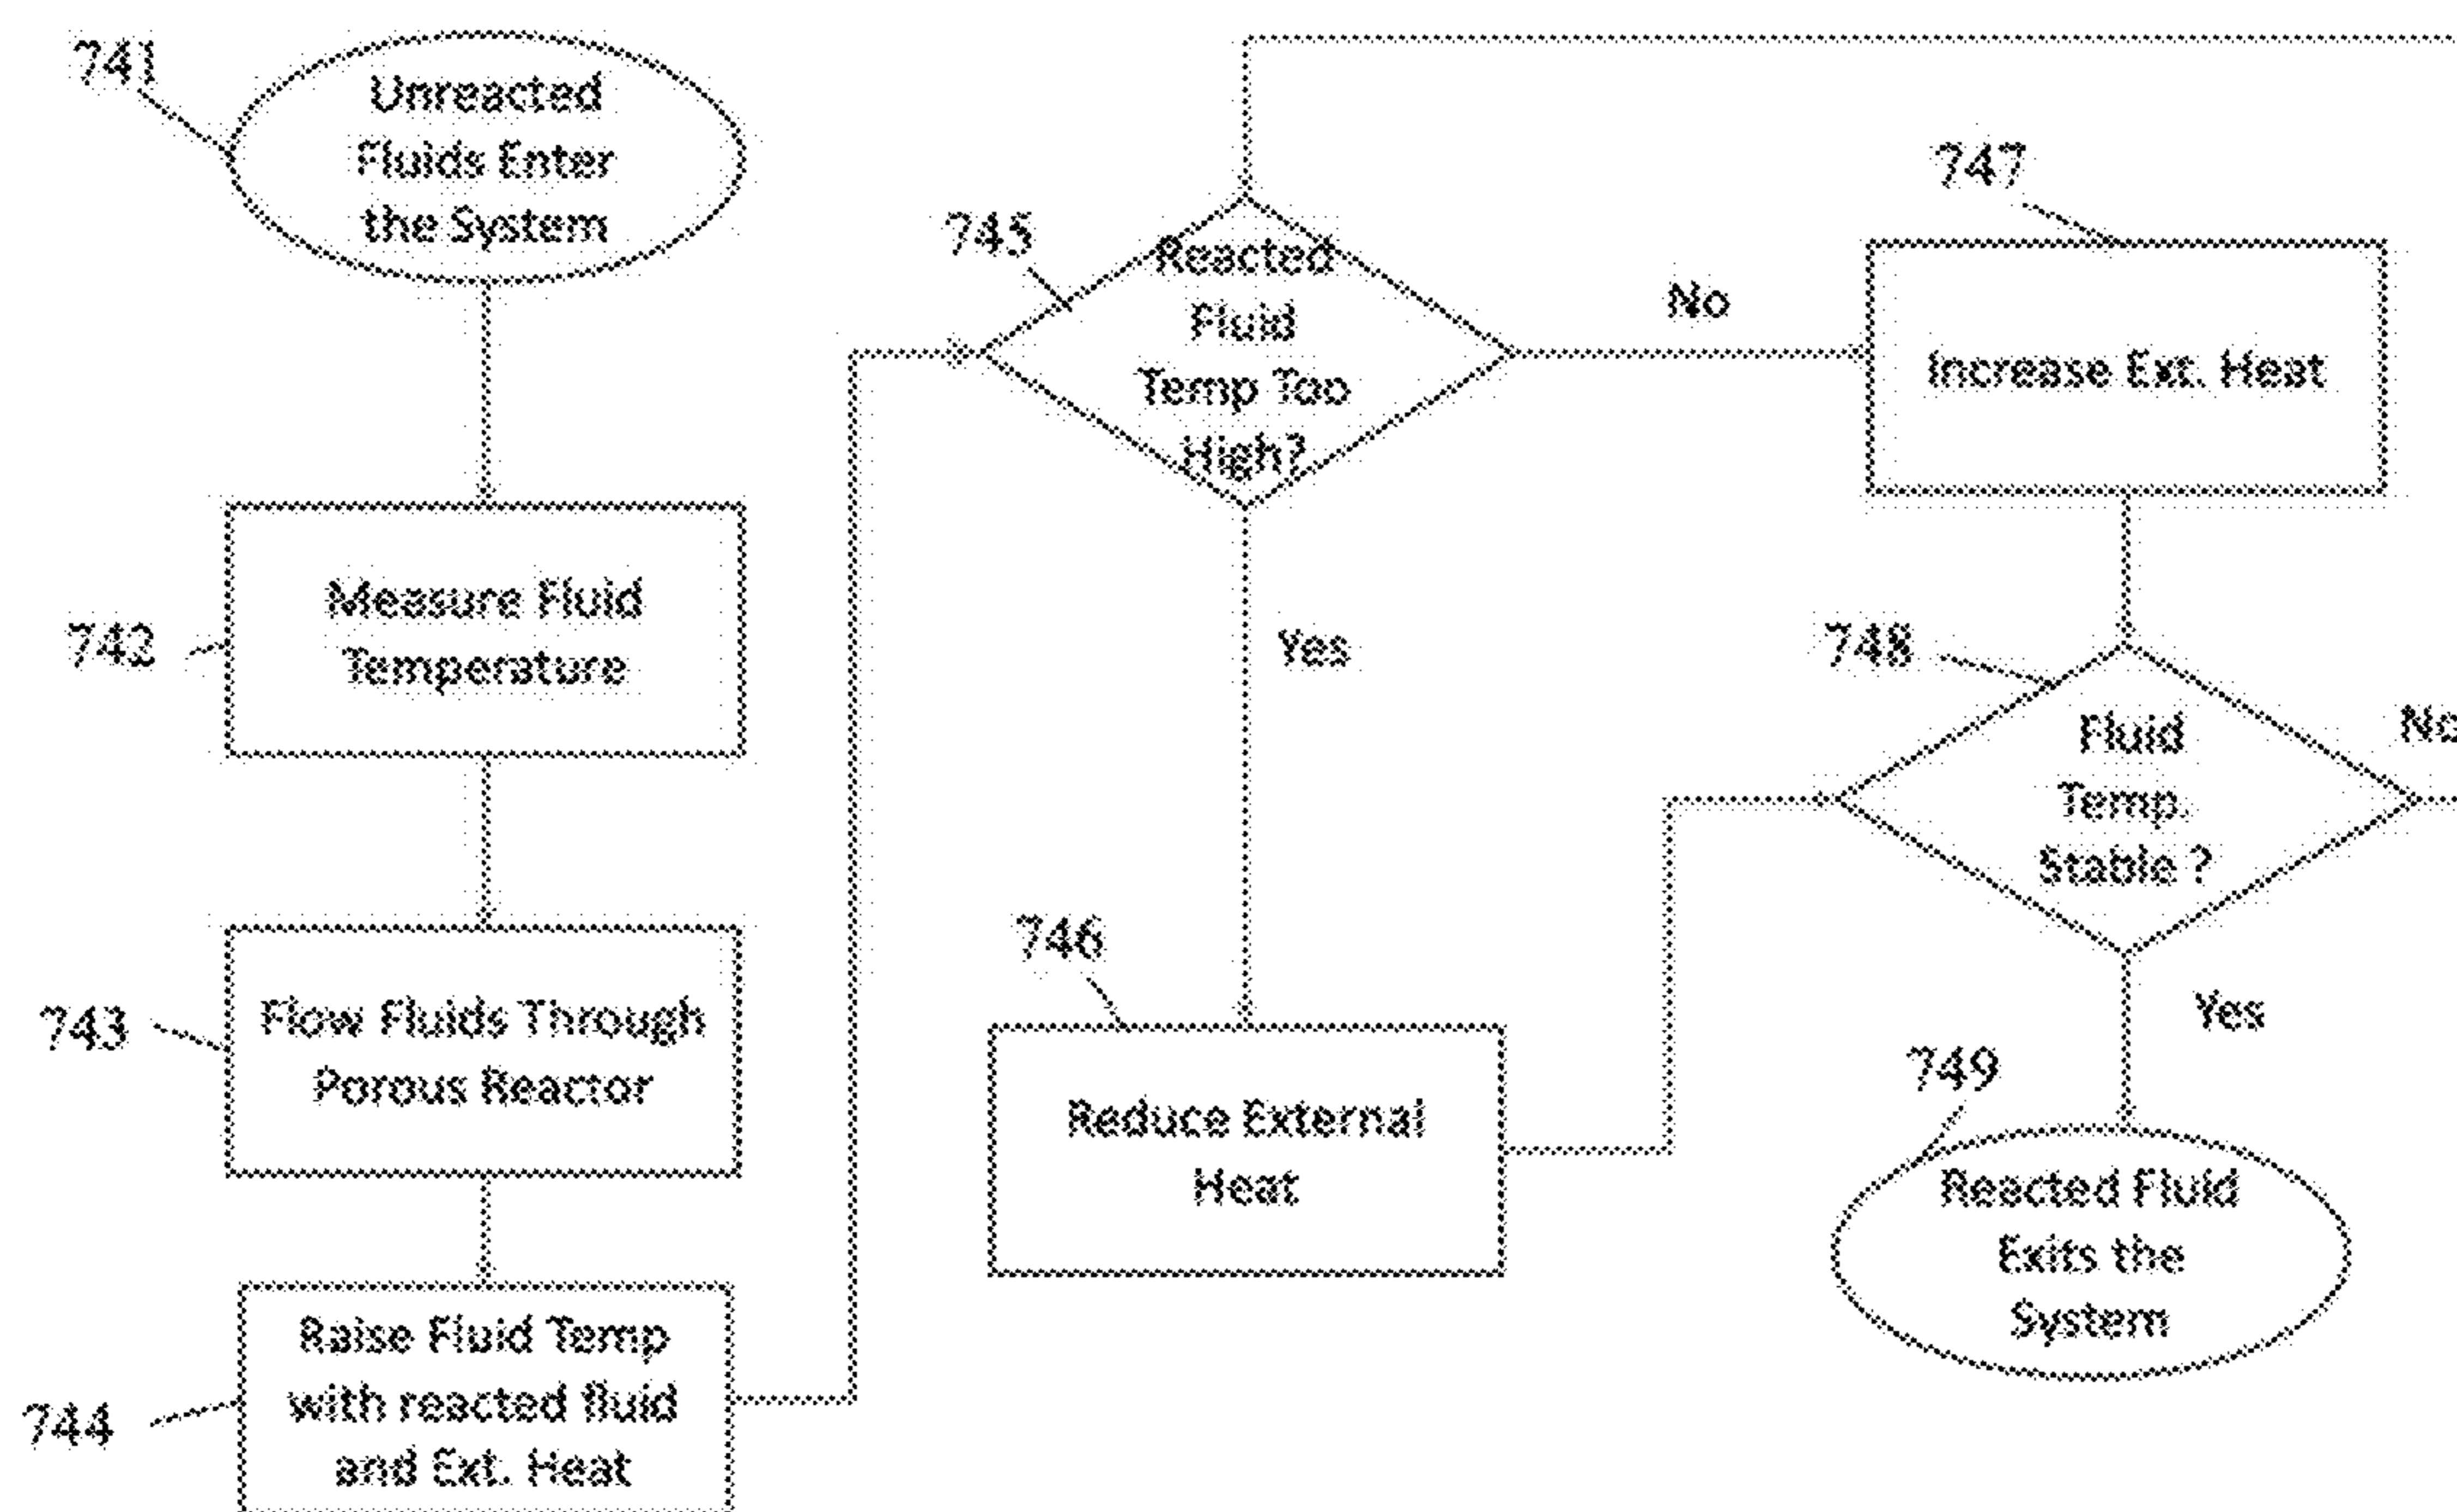 741
Unreacted
Fluids Enter
the System
742
Measure Fluid
Temperature
743
Flow Fluids Through
Porous Reactor
744
Raise Fluid Temp
with reacted fluid
and Ext. Heat
745
Reacted
Fluid
Temp Too
High?
No
Yes
746
Reduce External
Heat
747
Increase Ext. Heat
748
Fluid
Temp.
Stable ?
No
Yes
749
Reacted Fluid
Exits the
System